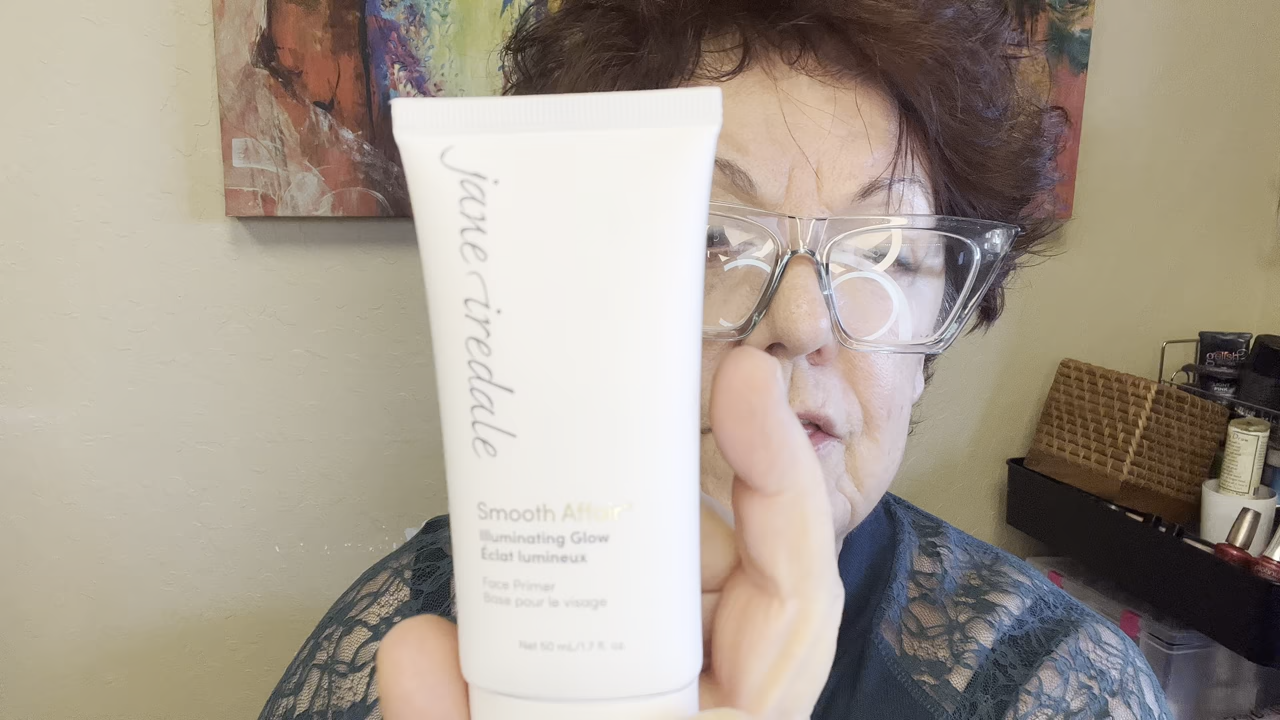 jane iredale
Smooth Affair
Illuminating Glow
Éclat lumineux
Face Primer
Base pour le visage
Net 50 mL/1.7 fl. oz.
gelish